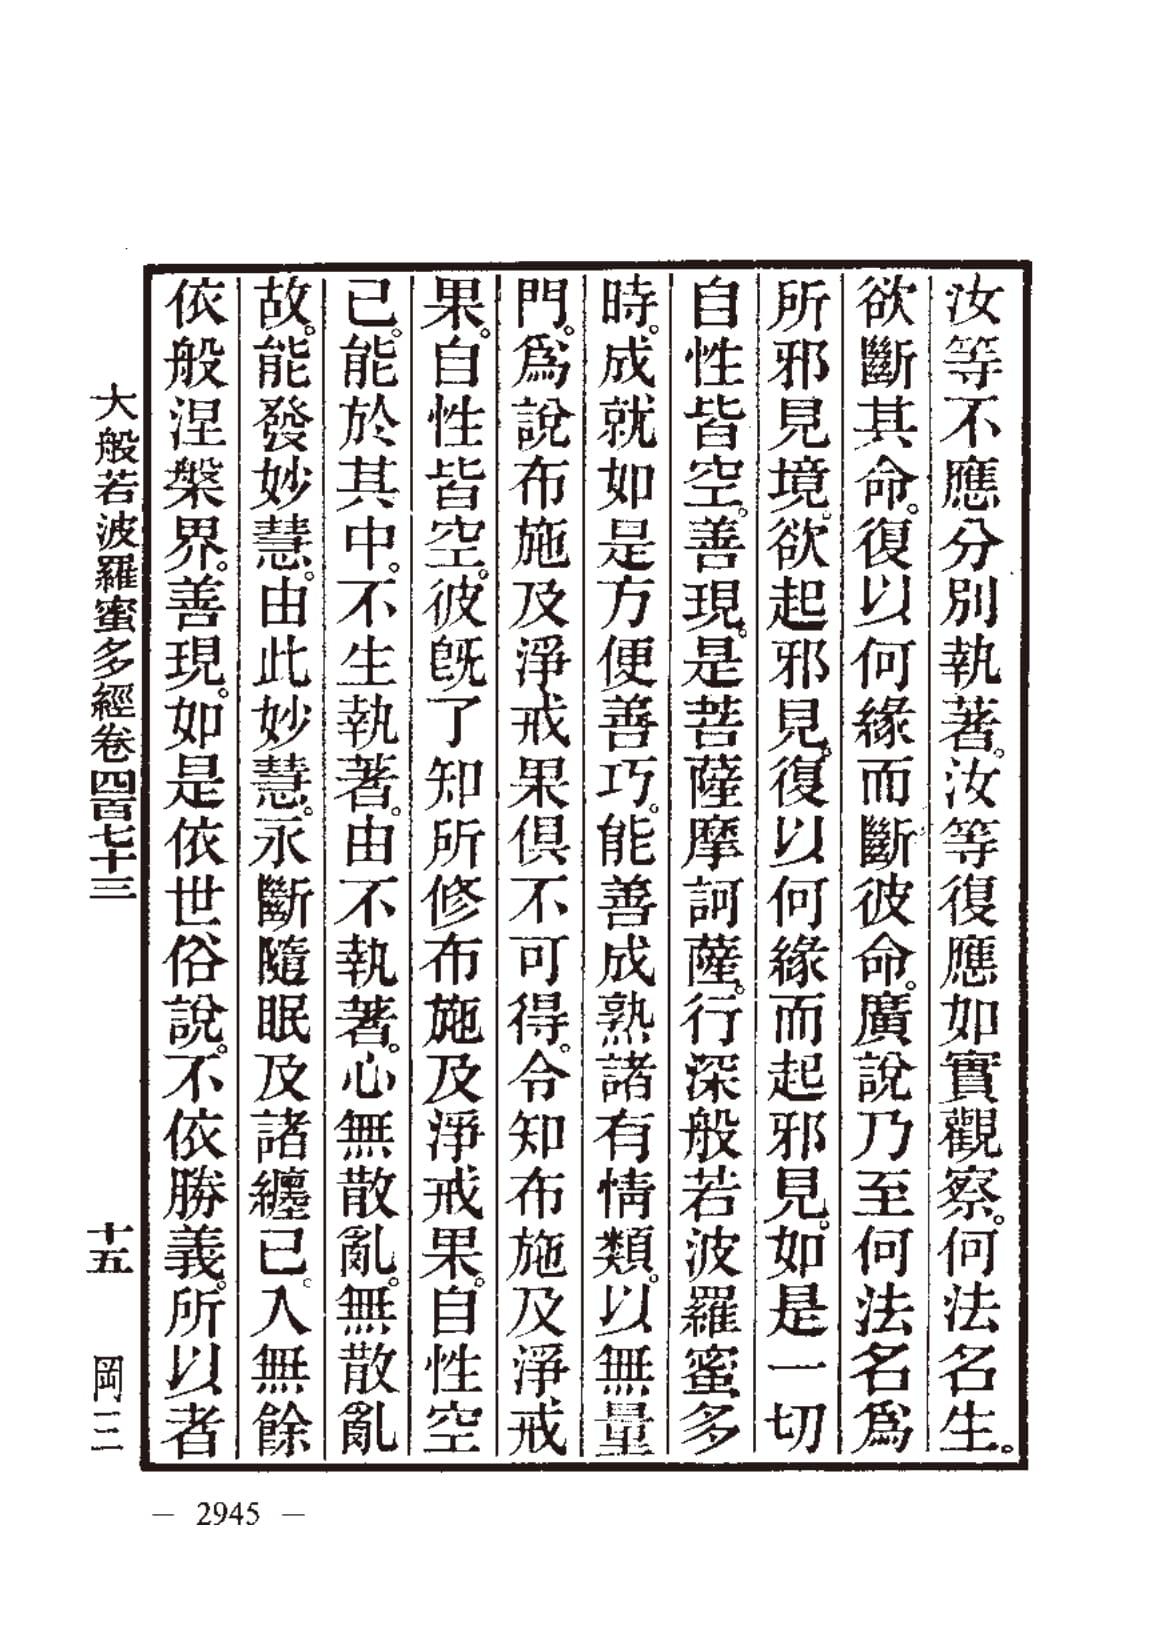 汝等不應分別執著。汝等復應如實觀察。何法名生。
欲斷其命。復以何緣而斷彼命。廣說乃至何法名爲
所邪見境。欲起邪見。復以何緣而起邪見。如是一切
自性皆空。善現。是菩薩摩訶薩。行深般若波羅蜜多
時。成就如是方便善巧。能善成熟諸有情類。以無量
門。爲說布施及淨戒果俱不可得。令知布施及淨戒
果。自性皆空。彼旣了知所修布施及淨戒果。自性空
已。能於其中。不生執著。由不執著。心無散亂。無散亂
故。能發妙慧。由此妙慧。永斷隨眠及諸纏已。入無餘
依般涅槃界。善現。如是依世俗說。不依勝義。所以者
大般若波羅蜜多經卷四百七十三 十五 岡三
— 2945 —